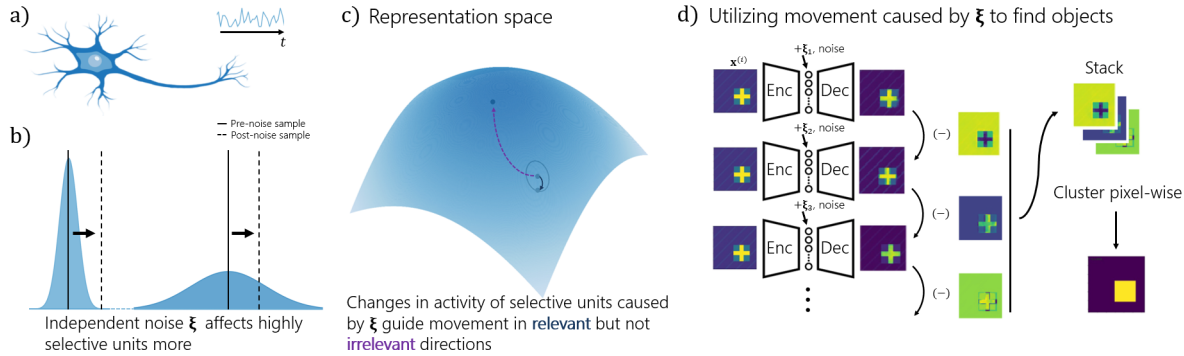 a)
t
b)
Pre-noise sample
Post-noise sample
Independent noise ξ affects highly
selective units more
c) Representation space
Changes in activity of selective units caused
by ξ guide movement in relevant but not
irrelevant directions
d) Utilizing movement caused by ξ to find objects
x⁽ⁱ⁾
+ξ₁, noise
Enc
Dec
(−)
+ξ₂, noise
Enc
Dec
(−)
+ξ₃, noise
Enc
Dec
(−)
Stack
Cluster pixel-wise